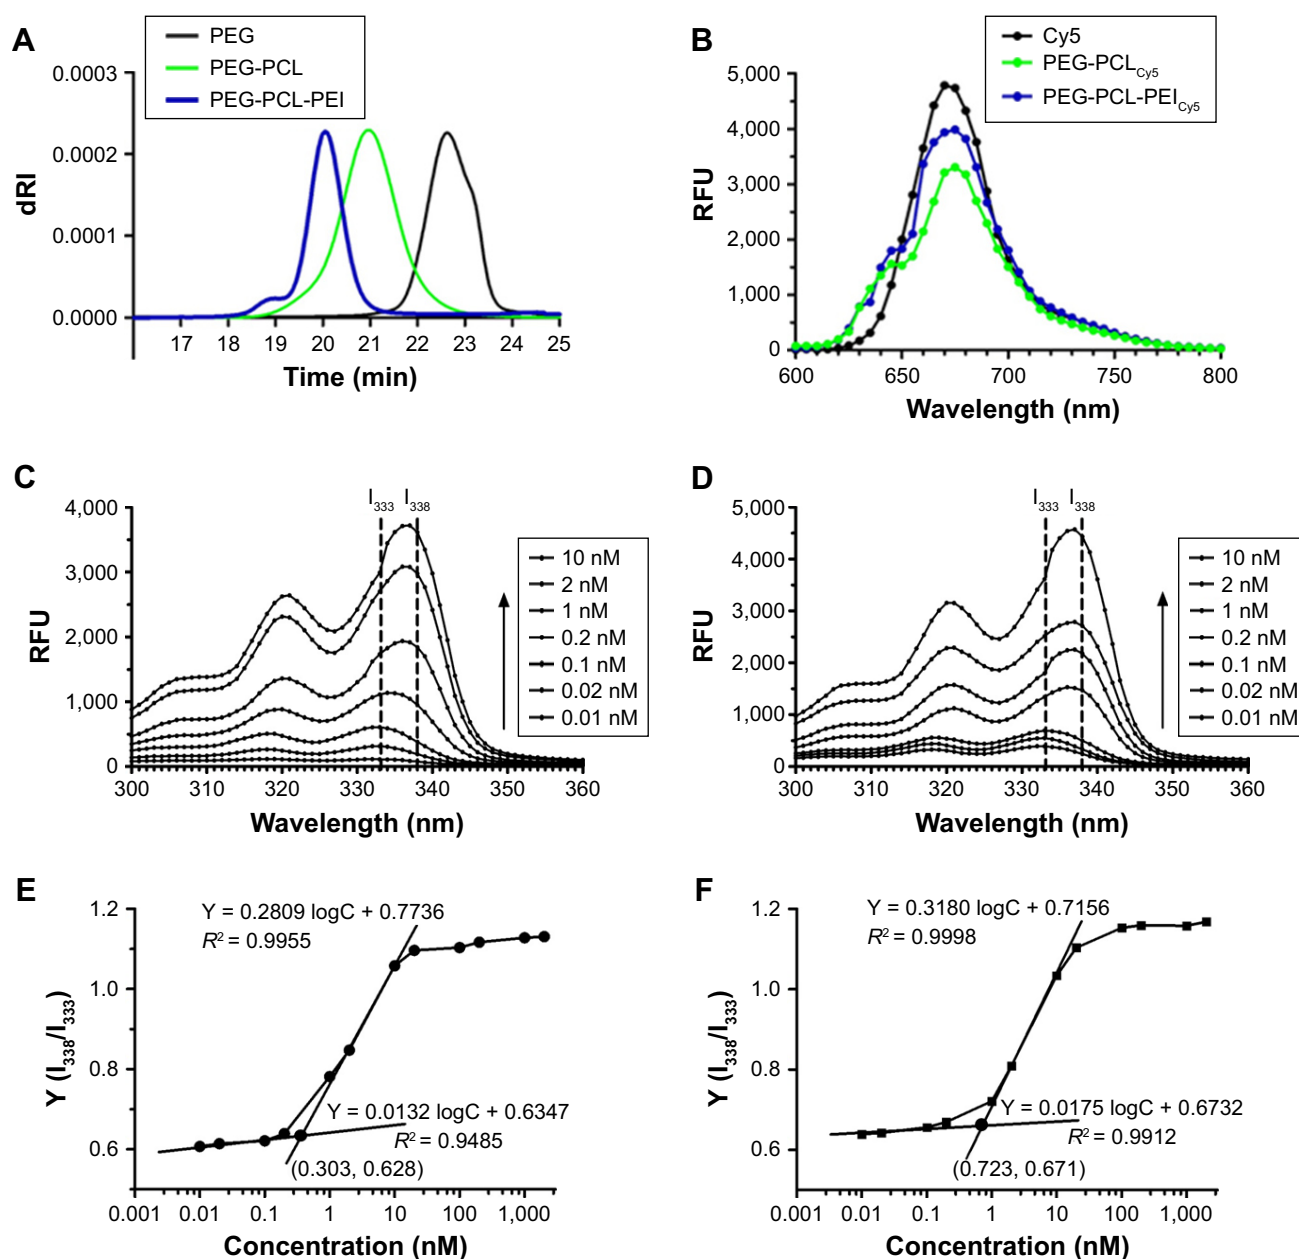 A
PEG
PEG-PCL
PEG-PCL-PEI
0.0003
0.0002
0.0001
0.0000
dRI
17 18 19 20 21 22 23 24 25
Time (min)
B
Cy5
PEG-PCL_Cy5
PEG-PCL-PEI_Cy5
5,000
4,000
3,000
2,000
1,000
0
RFU
600 650 700 750 800
Wavelength (nm)
C
I_333 I_338
4,000
3,000
2,000
1,000
0
RFU
10 nM
2 nM
1 nM
0.2 nM
0.1 nM
0.02 nM
0.01 nM
300 310 320 330 340 350 360
Wavelength (nm)
D
I_333 I_338
5,000
4,000
3,000
2,000
1,000
0
RFU
10 nM
2 nM
1 nM
0.2 nM
0.1 nM
0.02 nM
0.01 nM
300 310 320 330 340 350 360
Wavelength (nm)
E
Y = 0.2809 logC + 0.7736
R² = 0.9955
1.2
1.0
0.8
0.6
Y (I_338/I_333)
Y = 0.0132 logC + 0.6347
R² = 0.9485
(0.303, 0.628)
0.001 0.01 0.1 1 10 100 1,000
Concentration (nM)
F
Y = 0.3180 logC + 0.7156
R² = 0.9998
1.2
1.0
0.8
0.6
Y (I_338/I_333)
Y = 0.0175 logC + 0.6732
R² = 0.9912
(0.723, 0.671)
0.001 0.01 0.1 1 10 100 1,000
Concentration (nM)